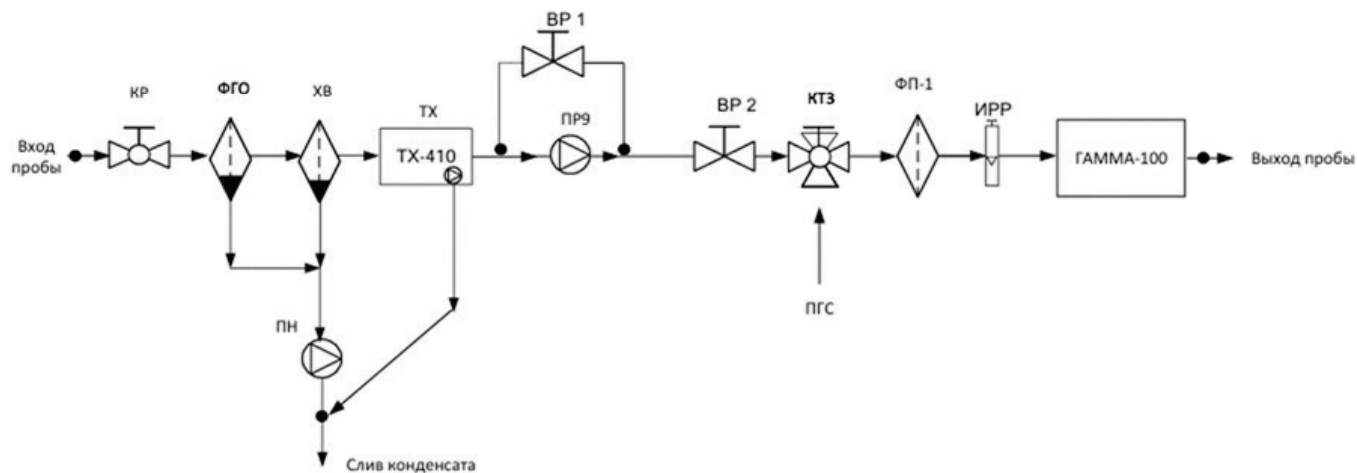 ВР 1
КР
ФГО
ХВ
ТХ
ПР9
ВР 2
КТЗ
ФП-1
ИРР
Вход
пробы
ТХ-410
ГАММА-100
Выход пробы
ПГС
ПН
Слив конденсата